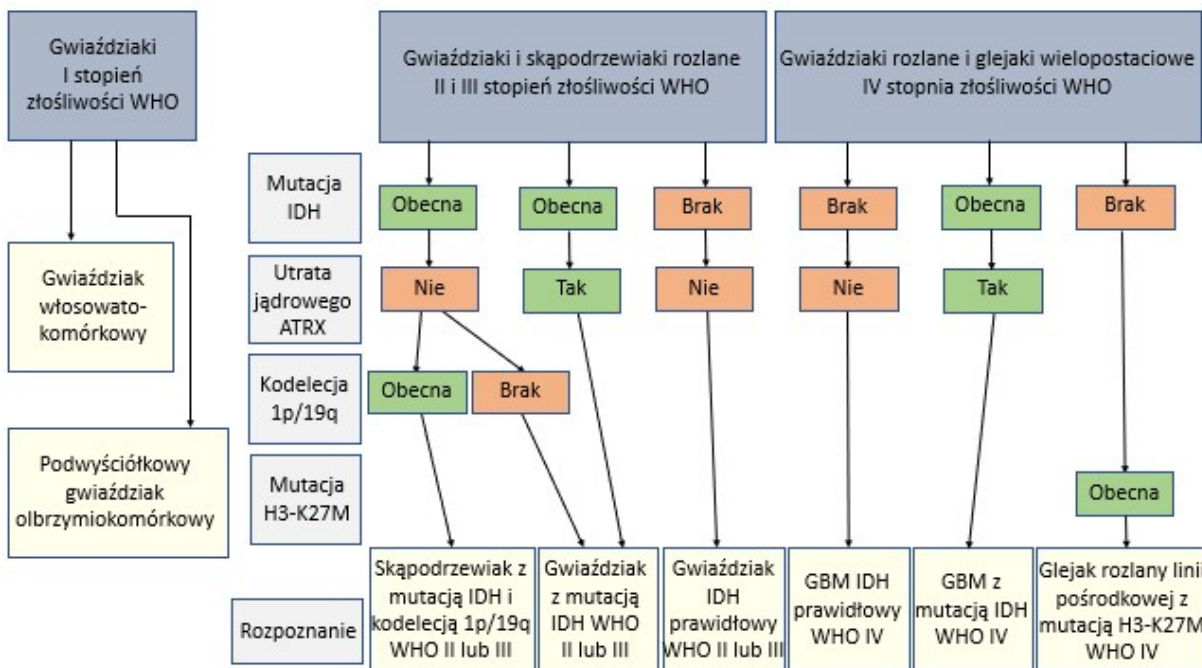 Gwiaździaki
I stopień
złośliwości WHO
Gwiaździaki i skąpodrzewiaki rozlane
II i III stopień złośliwości WHO
Gwiaździaki rozlane i glejaki wielopostaciowe
IV stopnia złośliwości WHO
Mutacja
IDH
Obecna
Obecna
Brak
Brak
Obecna
Brak
Gwiaździak
włosowato-
komórkowy
Utrata
jądrowego
ATRX
Nie
Tak
Nie
Nie
Tak
Kodelecja
1p/19q
Obecna
Brak
Podwyściółkowy
gwiaździak
olbrzymiokomórkowy
Mutacja
H3-K27M
Obecna
Rozpoznanie
Skąpodrzewiak z
mutacją IDH i
kodelecją 1p/19q
WHO II lub III
Gwiaździak
z mutacją
IDH WHO
II lub III
Gwiaździak
IDH
prawidłowy
WHO II lub III
GBM IDH
prawidłowy
WHO IV
GBM z
mutacją IDH
WHO IV
Glejak rozlany linii
pośrodkowej z
mutacją H3-K27M
WHO IV